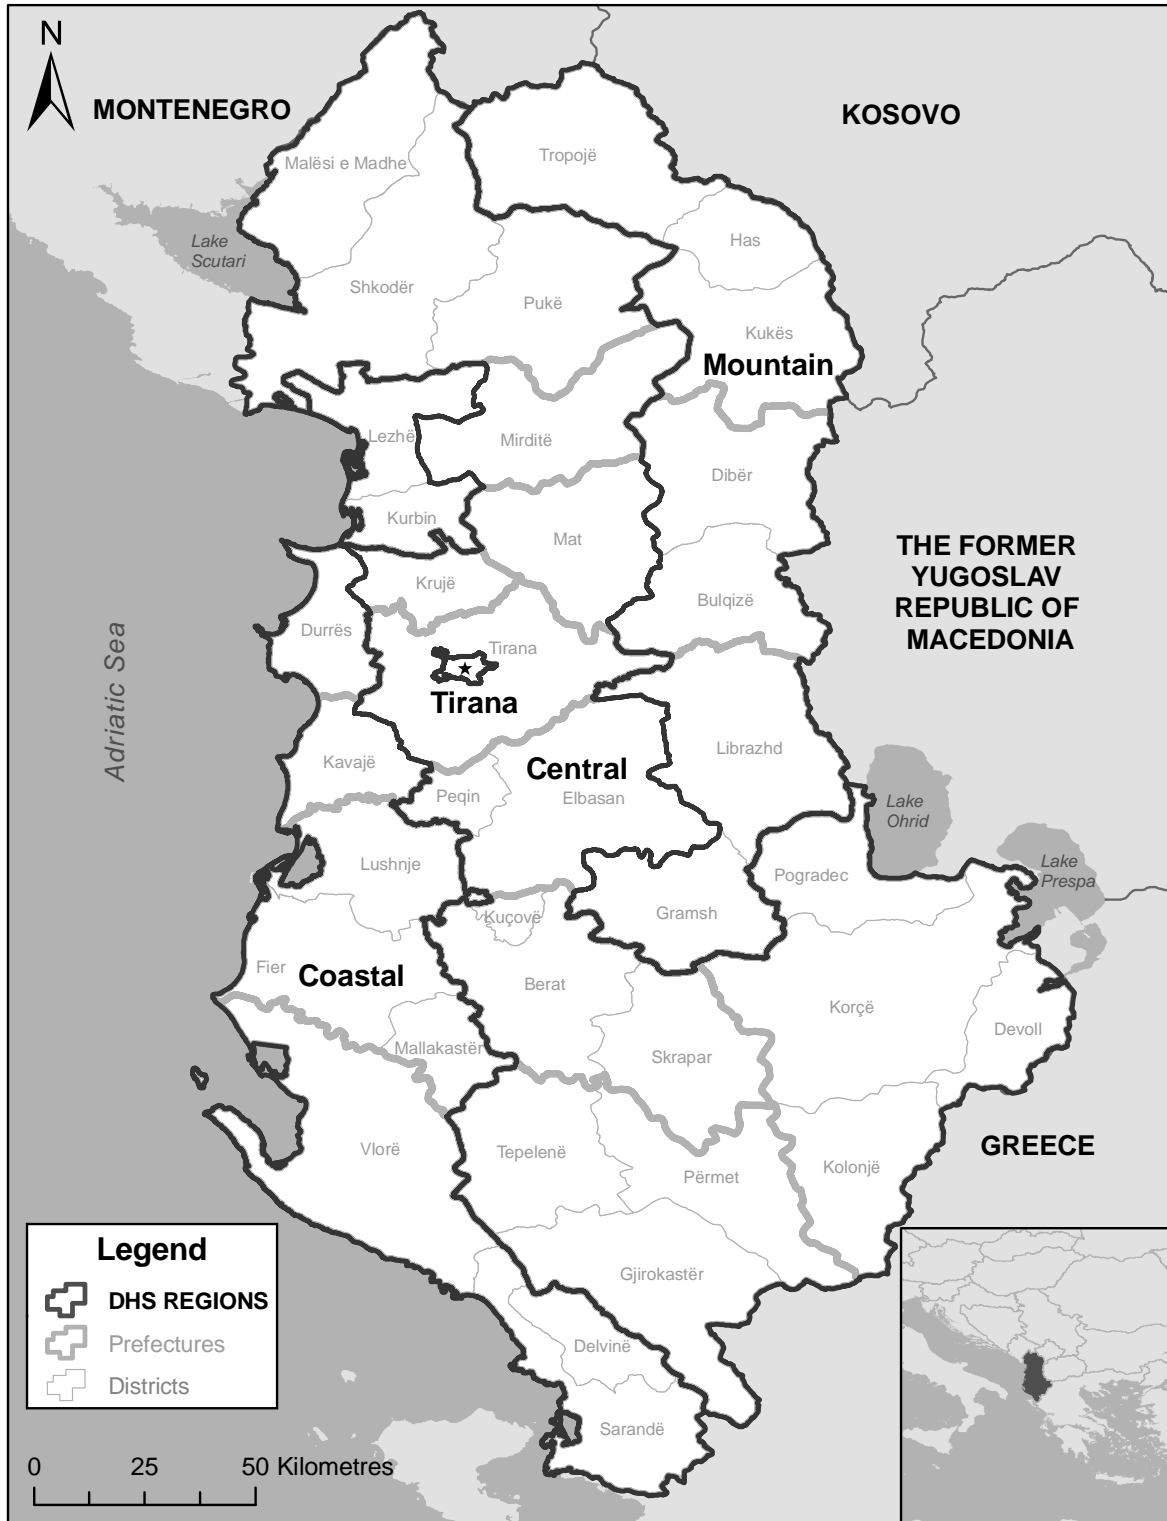 N
MONTENEGRO
KOSOVO
Malësi e Madhe
Tropojë
Lake
Scutari
Has
Shkodër
Pukë
Kukës
Mountain
Lezhë
Mirditë
Dibër
Kurbin
Mat
THE FORMER
YUGOSLAV
REPUBLIC OF
MACEDONIA
Krujë
Bulqizë
Durrës
Tirana
Tirana
Adriatic Sea
Kavajë
Librazhd
Central
Peqin
Elbasan
Lake
Ohrid
Lushnje
Pogradec
Lake
Prespa
Kuçovë
Gramsh
Fier
Coastal
Berat
Korçë
Devoll
Mallakastër
Skrapar
Vlorë
Tepelenë
Përmet
Kolonjë
GREECE
Gjirokastër
Delvinë
Sarandë
Legend
DHS REGIONS
Prefectures
Districts
0 25 50 Kilometres